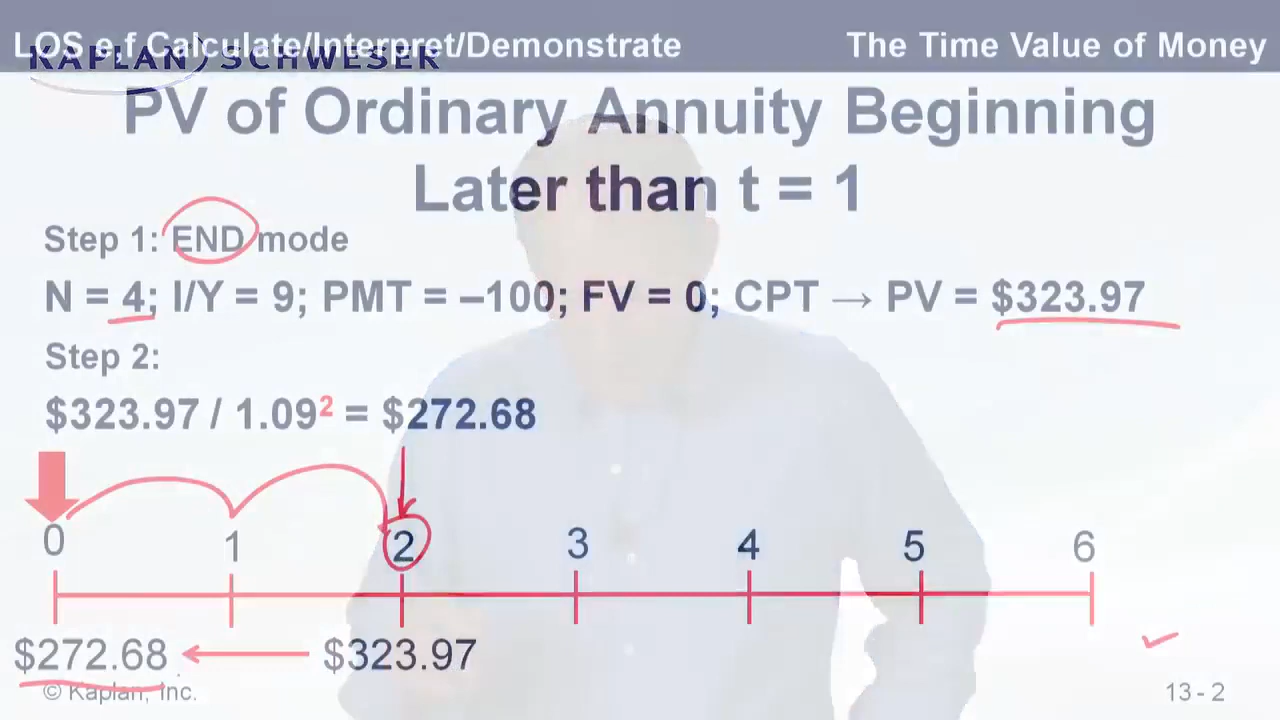 LOS e,f Calculate/Interpret/Demonstrate The Time Value of Money
KAPLAN SCHWESER
PV of Ordinary Annuity Beginning
Later than t = 1
Step 1: END mode
N = 4; I/Y = 9; PMT = –100; FV = 0; CPT → PV = $323.97
Step 2:
$323.97 / 1.09² = $272.68
0 1 2 3 4 5 6
$272.68 ← $323.97
© Kaplan, Inc. 13 - 2